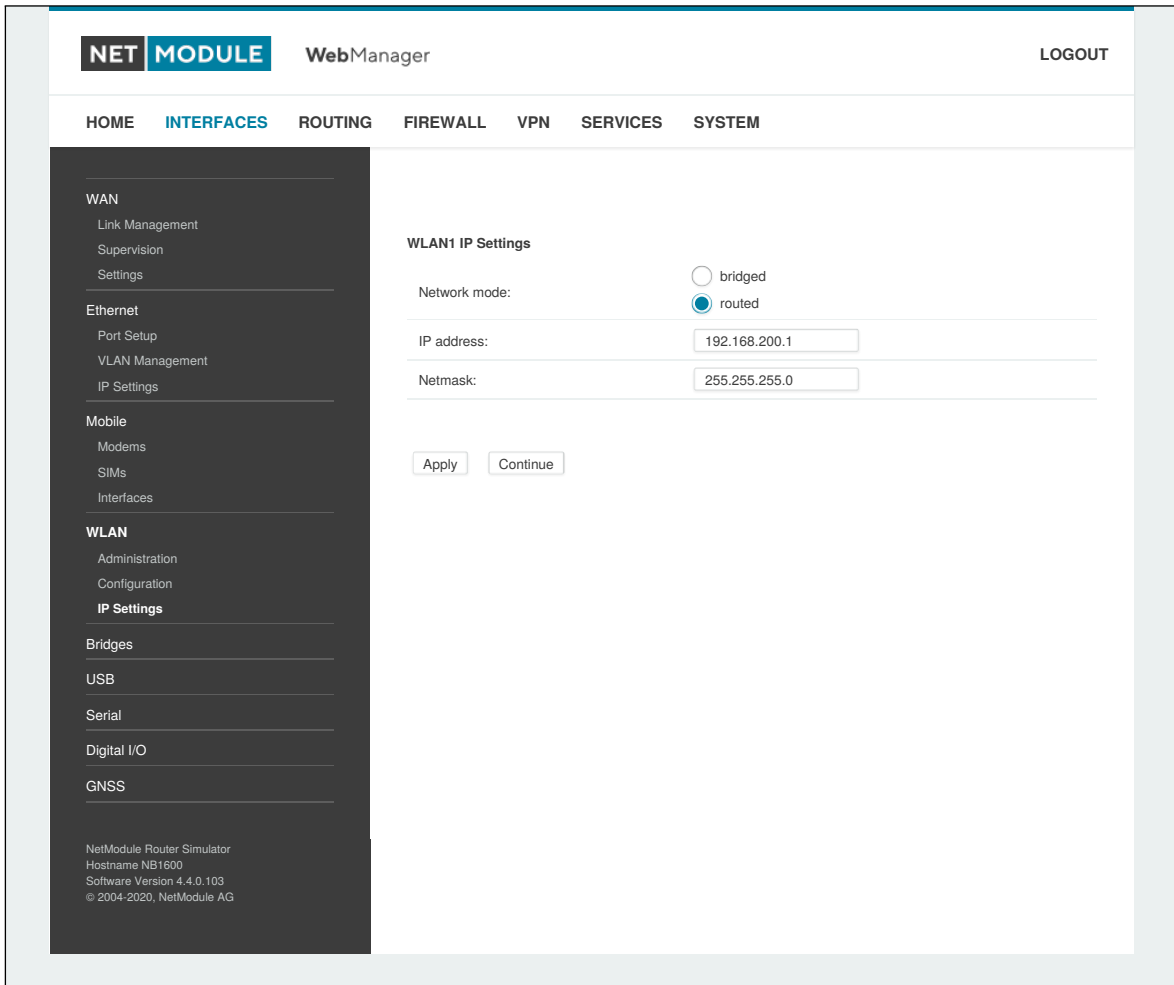 NET MODULE WebManager LOGOUT
HOME INTERFACES ROUTING FIREWALL VPN SERVICES SYSTEM
WAN
Link Management
Supervision
Settings
Ethernet
Port Setup
VLAN Management
IP Settings
Mobile
Modems
SIMs
Interfaces
WLAN
Administration
Configuration
IP Settings
Bridges
USB
Serial
Digital I/O
GNSS
NetModule Router Simulator
Hostname NB1600
Software Version 4.4.0.103
© 2004-2020, NetModule AG
WLAN1 IP Settings
Network mode:
bridged
routed
IP address: 192.168.200.1
Netmask: 255.255.255.0
Apply Continue